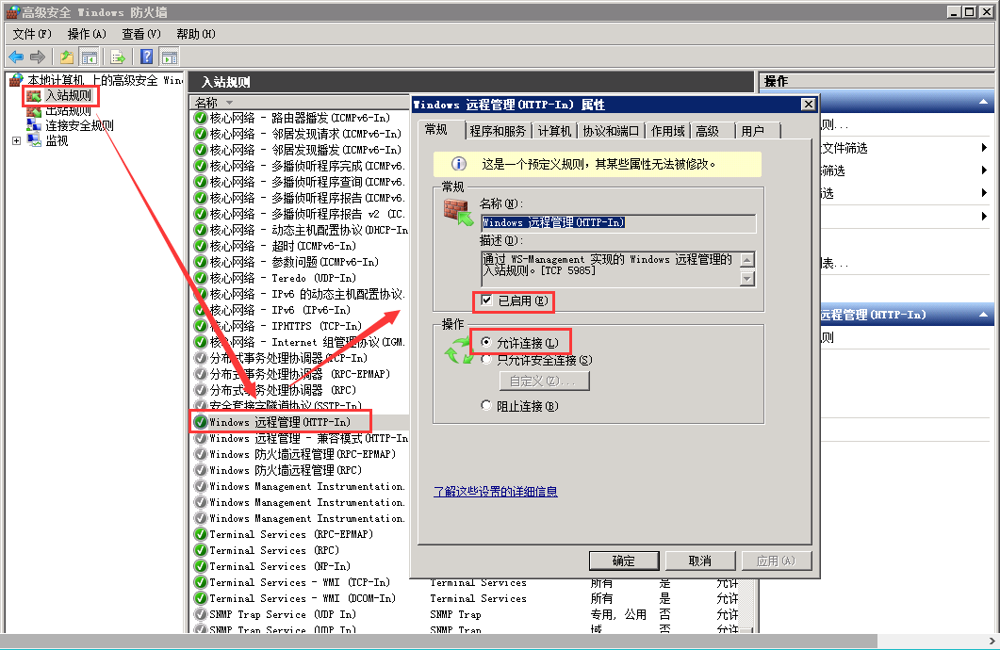 高级安全 Windows 防火墙
文件(F) 操作(A) 查看(V) 帮助(H)
本地计算机 上的高级安全 Win
入站规则
出站规则
连接安全规则
监视
入站规则
名称
核心网络 - 路由器播发(ICMPv6-In)
核心网络 - 邻居发现请求(ICMPv6-In)
核心网络 - 邻居发现播发(ICMPv6-In)
核心网络 - 多播侦听程序完成(ICMPv6.
核心网络 - 多播侦听程序查询(ICMPv6.
核心网络 - 多播侦听程序报告(ICMPv6.
核心网络 - 多播侦听程序报告 v2 (IC.
核心网络 - 动态主机配置协议(DHCP-In
核心网络 - 超时(ICMPv6-In)
核心网络 - 参数问题(ICMPv6-In)
核心网络 - Teredo (UDP-In)
核心网络 - IPv6 的动态主机配置协议.
核心网络 - IPv6 (IPv6-In)
核心网络 - IPHTTPS (TCP-In)
核心网络 - Internet 组管理协议(IGM.
分布式事务处理协调器(TCP-In)
分布式事务处理协调器 (RPC-EPMAP)
分布式事务处理协调器 (RPC)
安全套接字隧道协议(SSTP-In)
Windows 远程管理(HTTP-In)
Windows 远程管理 - 兼容模式(HTTP-In
Windows 防火墙远程管理(RPC-EPMAP)
Windows 防火墙远程管理(RPC)
Windows Management Instrumentation.
Windows Management Instrumentation.
Windows Management Instrumentation.
Terminal Services (RPC-EPMAP)
Terminal Services (RPC)
Terminal Services (NP-In)
Terminal Services - WMI (TCP-In) Terminal Services 所有 是 允许
Terminal Services - WMI (DCOM-In) Terminal Services 所有 是 允许
SNMP Trap Service (UDP In) SNMP Trap 专用, 公用 否 允许
SNMP Trap Service (UDP In) SNMP Trap 域 否 允许
Windows 远程管理(HTTP-In) 属性
常规 程序和服务 计算机 协议和端口 作用域 高级 用户
这是一个预定义规则，其某些属性无法被修改。
常规
名称(N):
Windows 远程管理(HTTP-In)
描述(D):
通过 WS-Management 实现的 Windows 远程管理的
入站规则。[TCP 5985]
已启用(E)
操作
允许连接(L)
只允许安全连接(S)
自定义(Z)...
阻止连接(B)
了解这些设置的详细信息
确定 取消 应用(A)
操作
则...
文件筛选
筛选
筛选
表...
远程管理(HTTP-In)
则